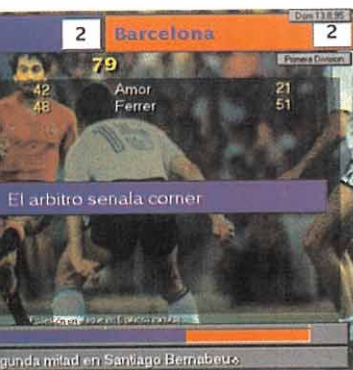 Dom 13.8.95
2 Barcelona 2
Primera Division
79
42 Amor 21
48 Ferrer 51
El arbitro senala corner
gunda mitad en Santiago Bernabeu